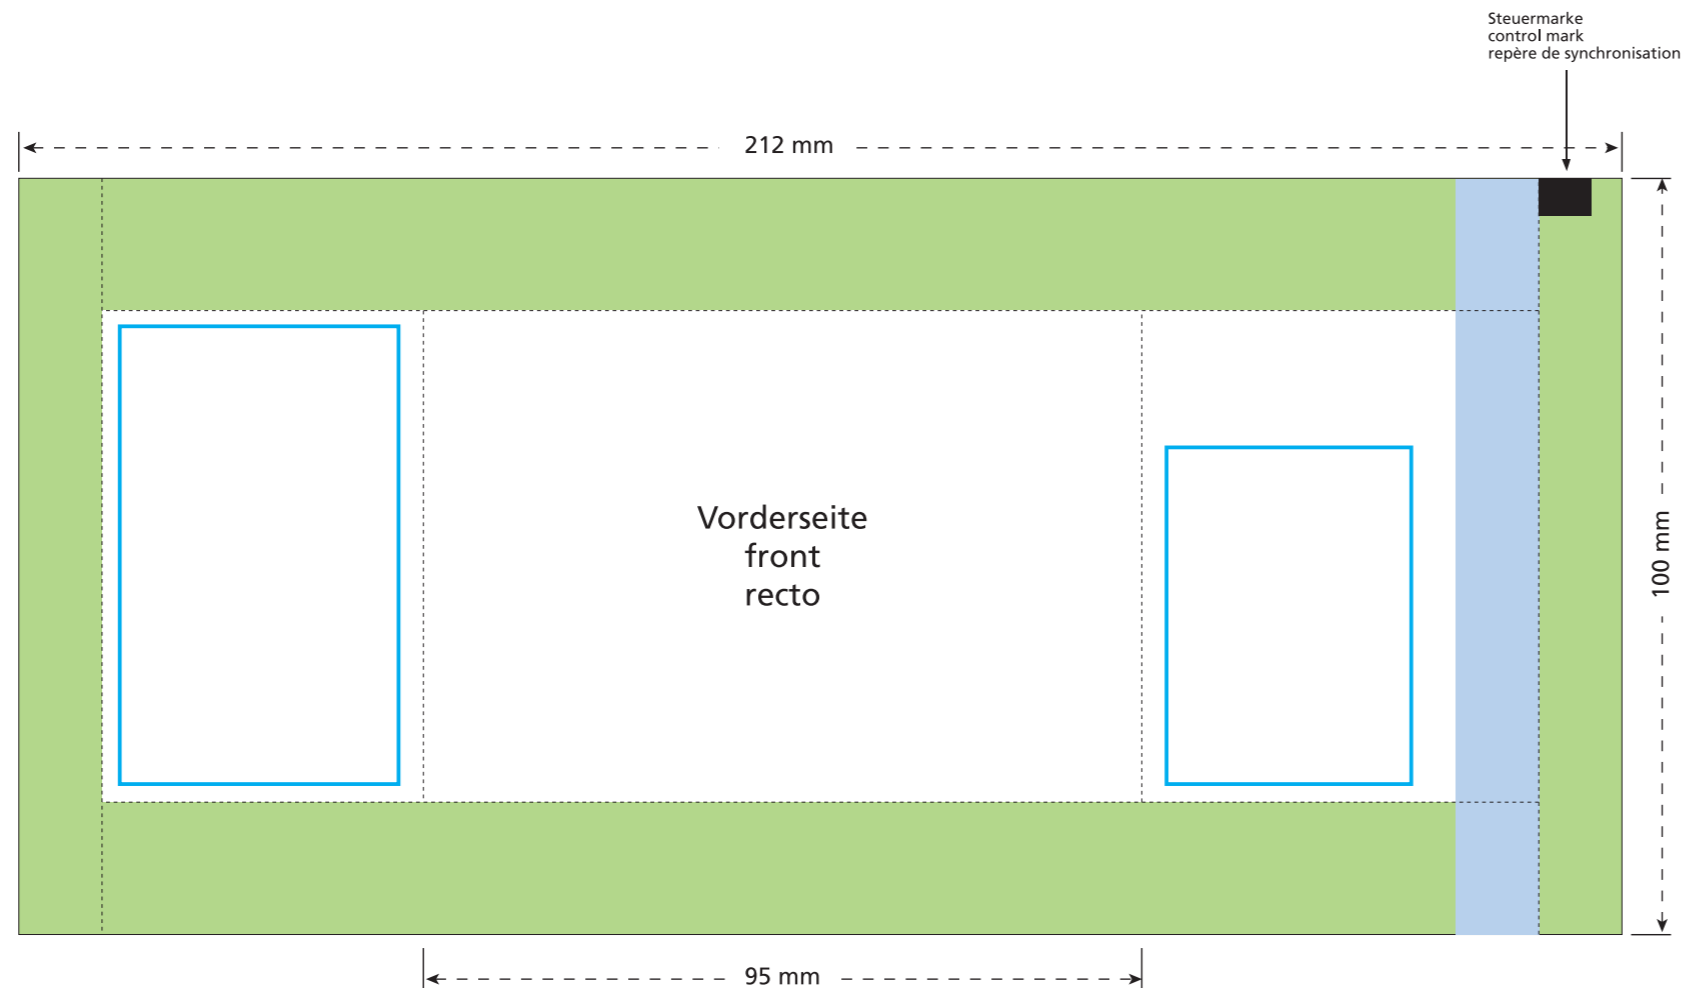 Steuermarke
control mark
repère de synchronisation
212 mm
Vorderseite
front
recto
100 mm
95 mm